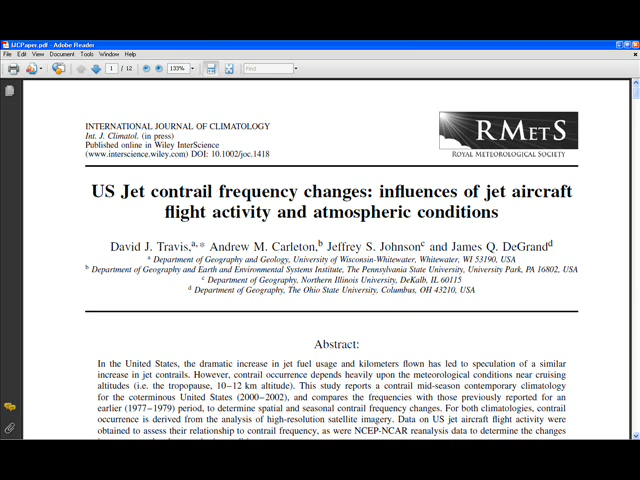 IJCPaper.pdf - Adobe Reader
File Edit View Document Tools Window Help
1 / 12 133% Find
INTERNATIONAL JOURNAL OF CLIMATOLOGY
Int. J. Climatol. (in press)
Published online in Wiley InterScience
(www.interscience.wiley.com) DOI: 10.1002/joc.1418
RMetS
ROYAL METEOROLOGICAL SOCIETY
US Jet contrail frequency changes: influences of jet aircraft
flight activity and atmospheric conditions
David J. Travis,a,* Andrew M. Carleton,b Jeffrey S. Johnsonc and James Q. DeGrandd
a Department of Geography and Geology, University of Wisconsin-Whitewater, Whitewater, WI 53190, USA
b Department of Geography and Earth and Environmental Systems Institute, The Pennsylvania State University, University Park, PA 16802, USA
c Department of Geography, Northern Illinois University, DeKalb, IL 60115
d Department of Geography, The Ohio State University, Columbus, OH 43210, USA
Abstract:
In the United States, the dramatic increase in jet fuel usage and kilometers flown has led to speculation of a similar
increase in jet contrails. However, contrail occurrence depends heavily upon the meteorological conditions near cruising
altitudes (i.e. the tropopause, 10–12 km altitude). This study reports a contrail mid-season contemporary climatology
for the coterminous United States (2000–2002), and compares the frequencies with those previously reported for an
earlier (1977–1979) period, to determine spatial and seasonal contrail frequency changes. For both climatologies, contrail
occurrence is derived from the analysis of high-resolution satellite imagery. Data on US jet aircraft flight activity were
obtained to assess their relationship to contrail frequency, as were NCEP-NCAR reanalysis data to determine the changes